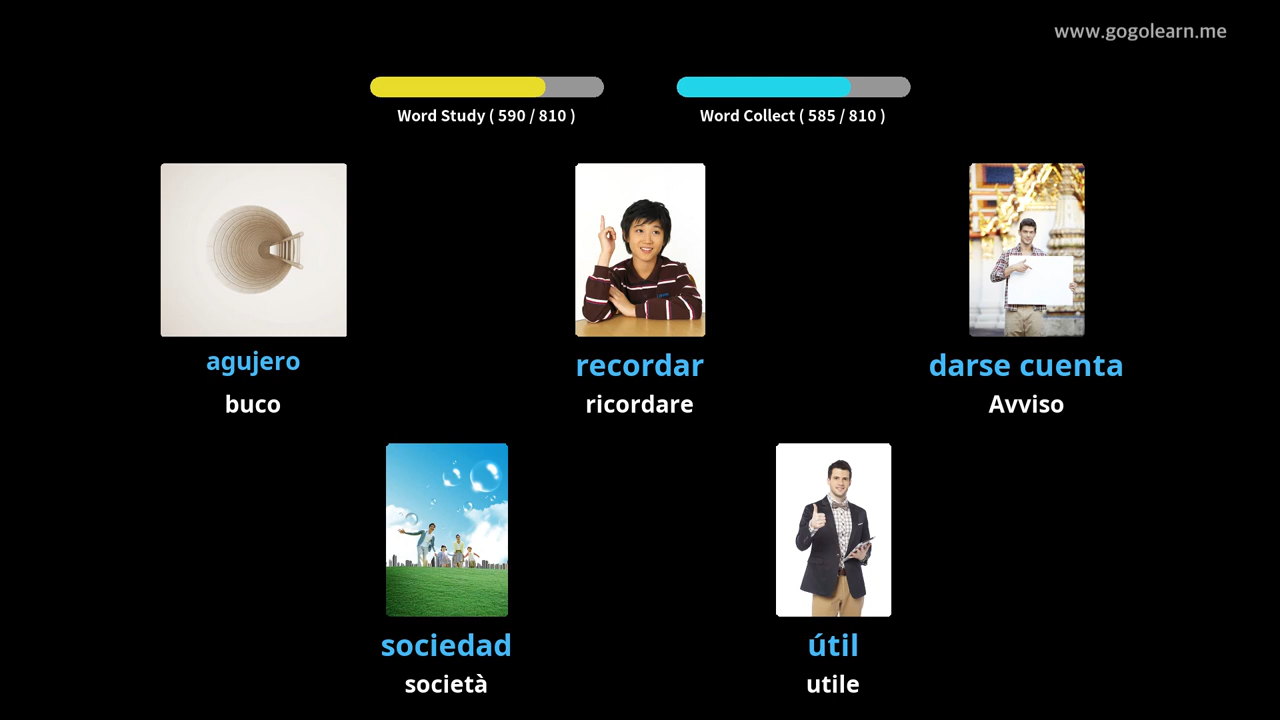 www.gogolearn.me
Word Study ( 590 / 810 )
Word Collect ( 585 / 810 )
agujero
buco
recordar
ricordare
darse cuenta
Avviso
sociedad
società
útil
utile